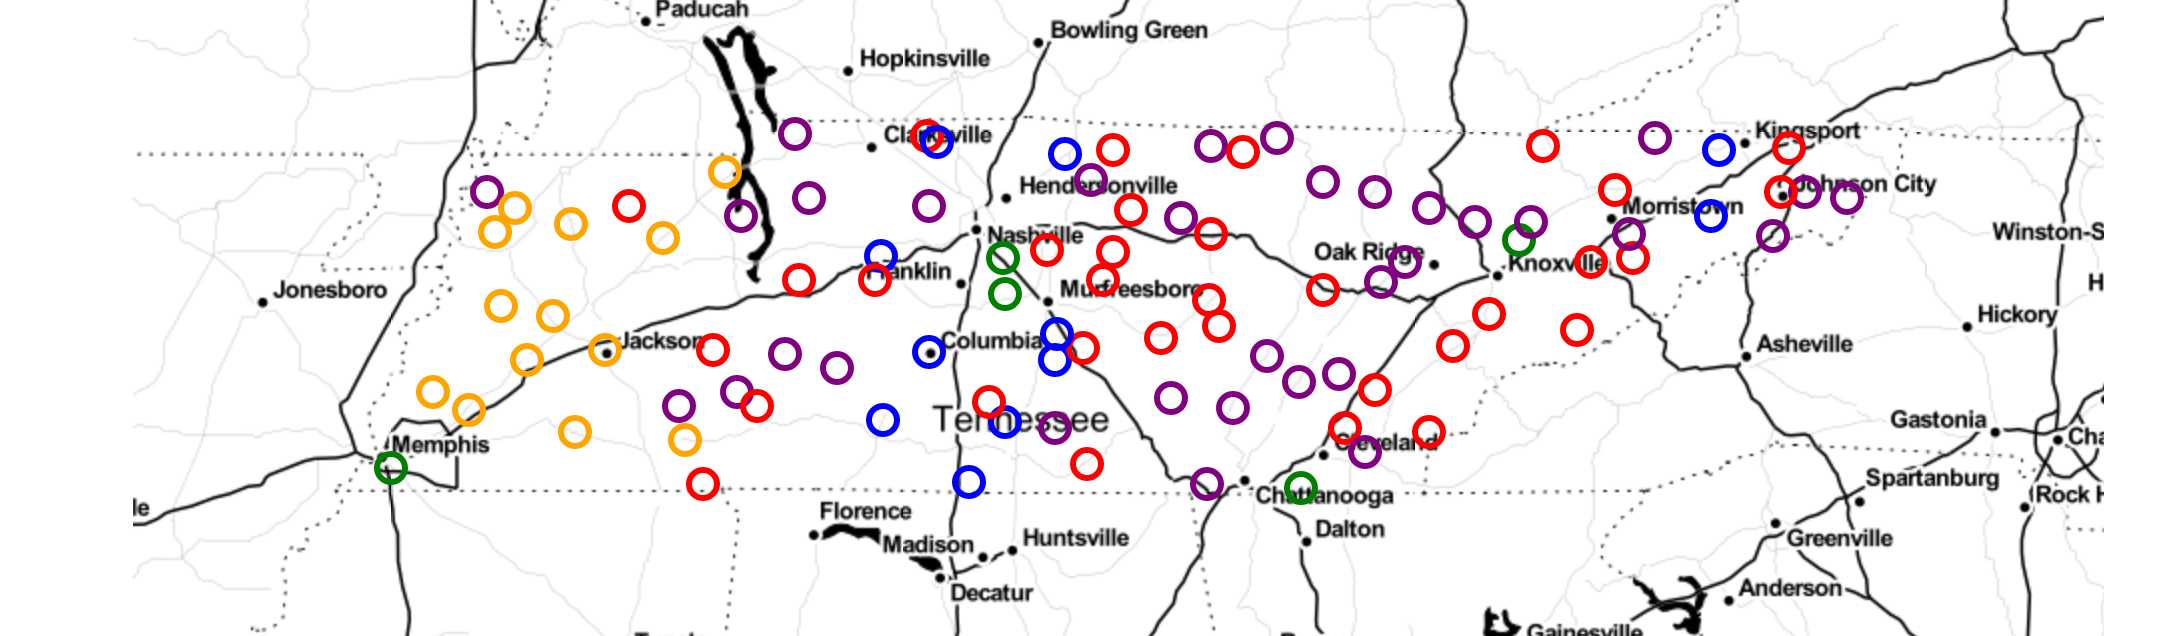 Paducah
Bowling Green
Hopkinsville
Clarksville
Kingsport
Hendersonville
Johnson City
Morristown
Nashville
Winston-S
Oak Ridge
Knoxville
Franklin
Jonesboro
Murfreesboro
H
Hickory
Jackson
Columbia
Asheville
Tennessee
Gastonia
Cha
Memphis
Cleveland
Spartanburg
Chattanooga
Rock H
le
Florence
Dalton
Huntsville
Madison
Greenville
Decatur
Anderson
Gainesville